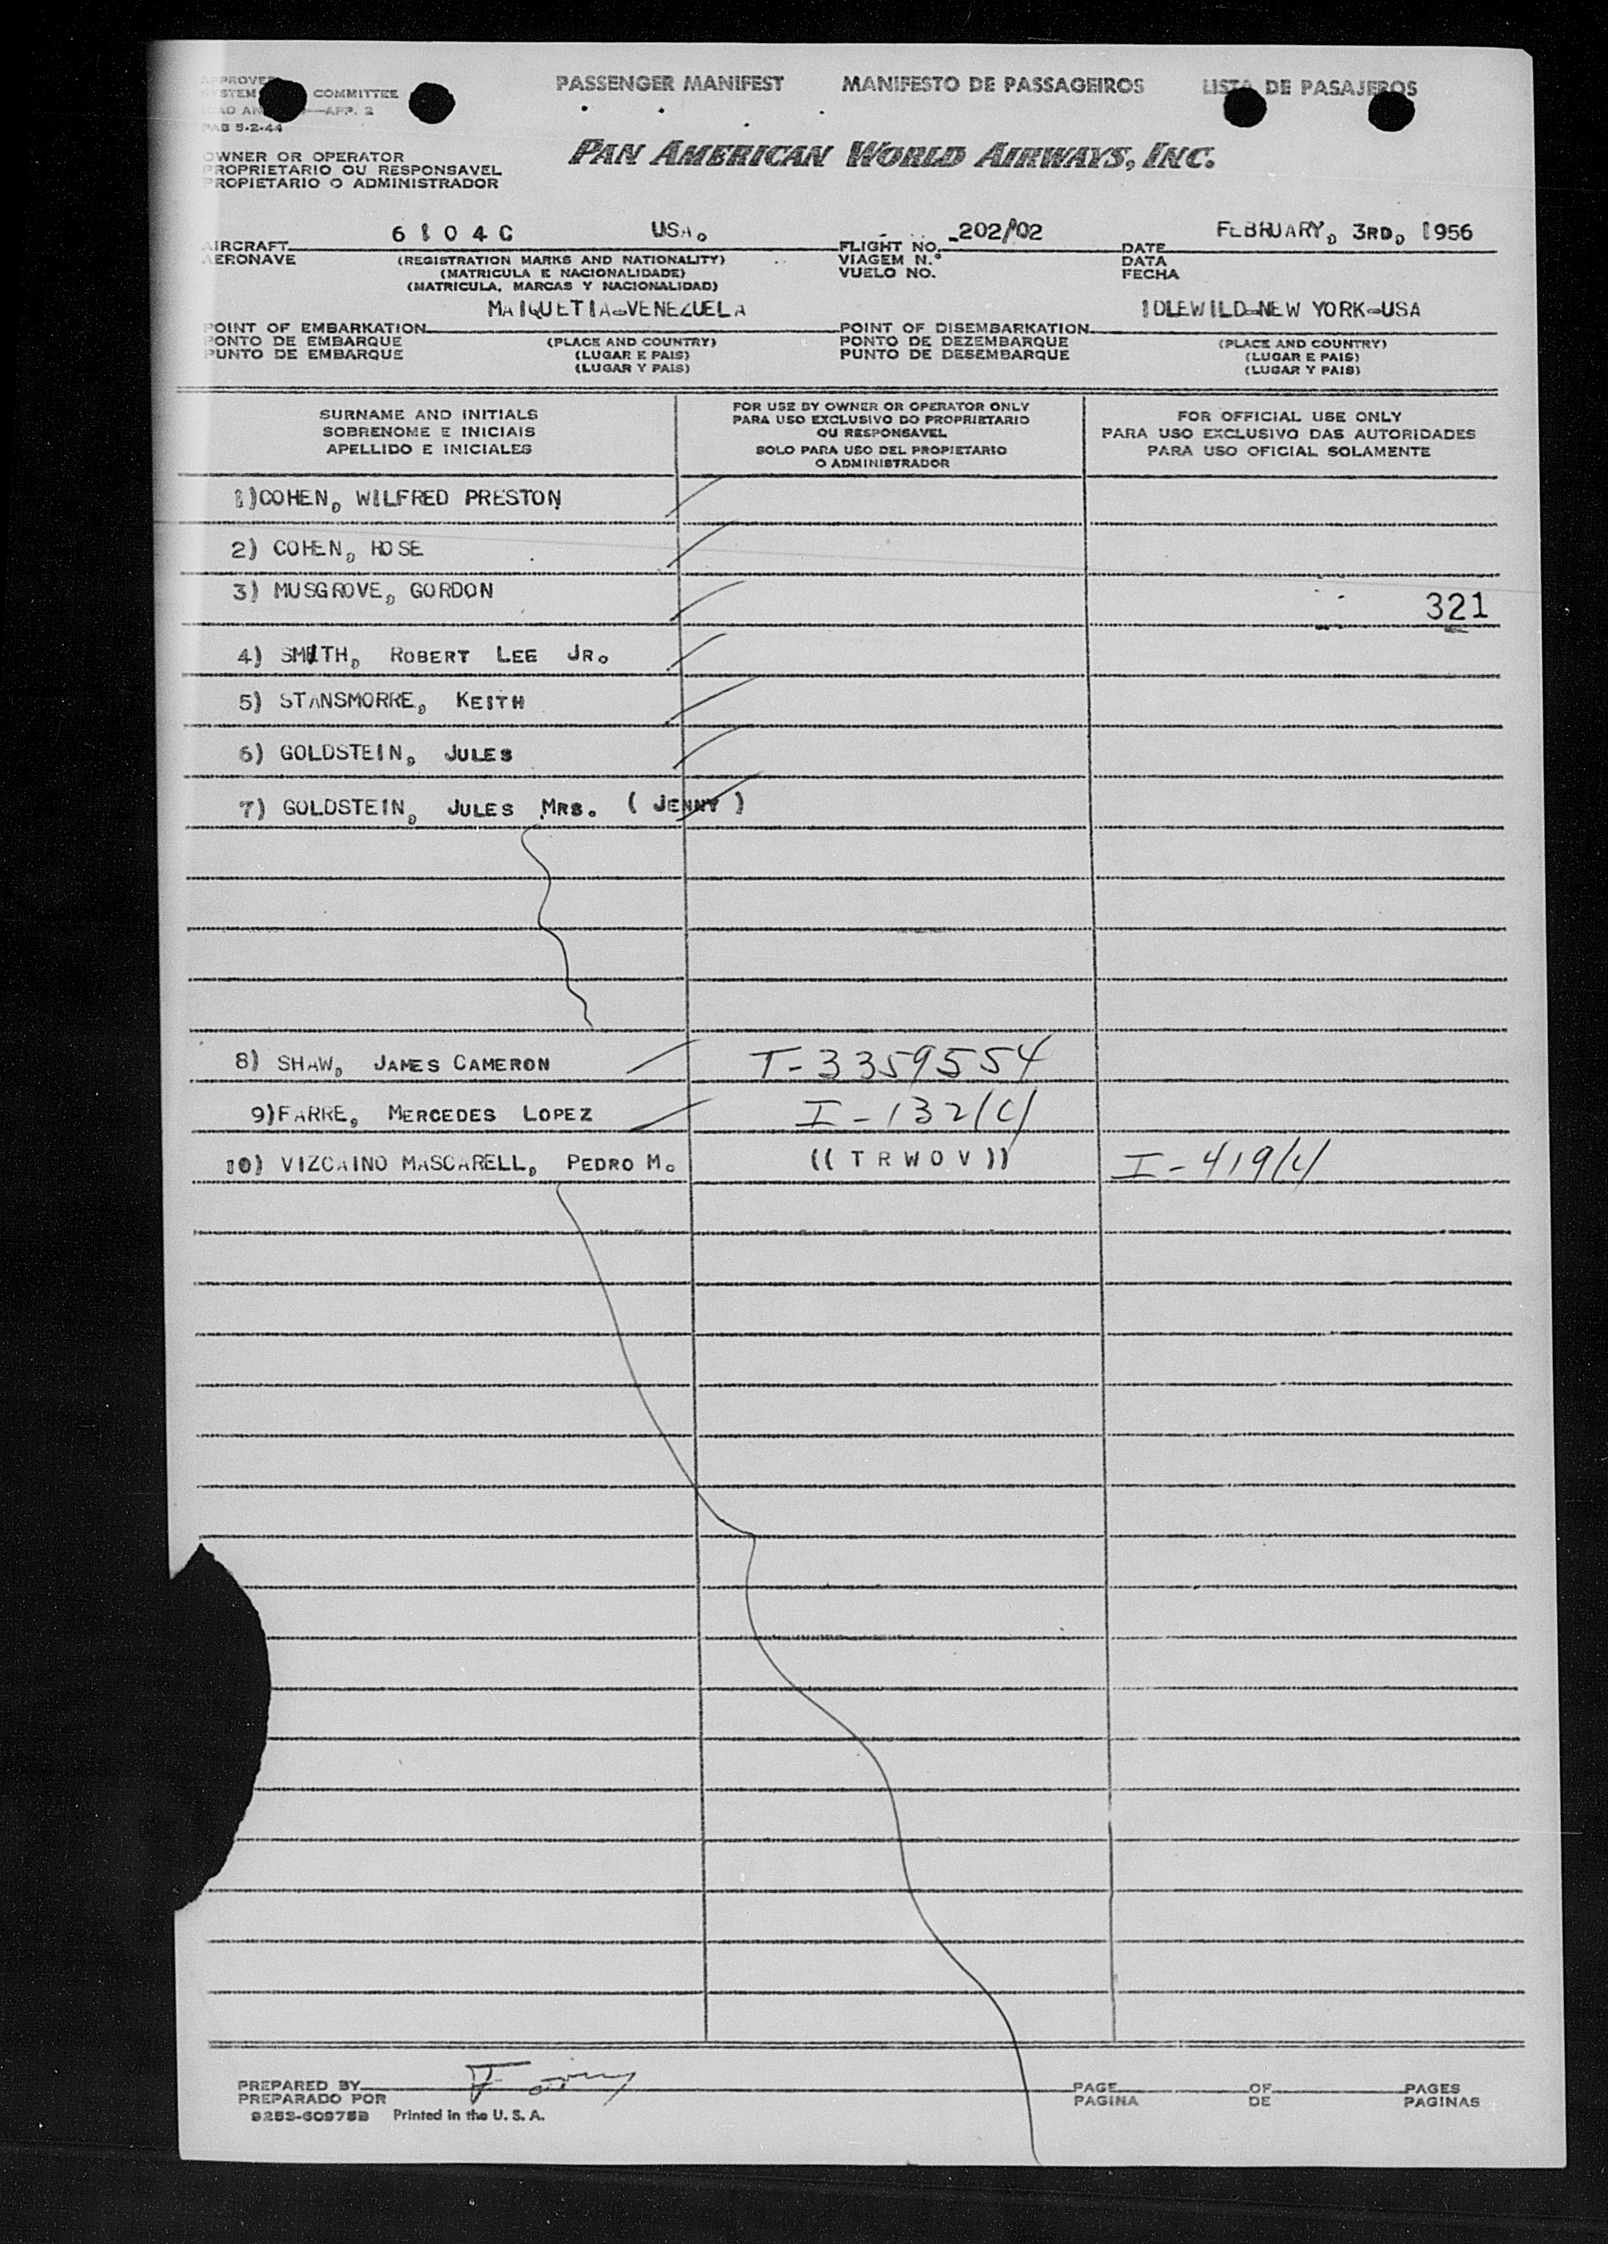 PASSENGER MANIFEST MANIFESTO DE PASSAGEIROS LISTA DE PASAJEROS
COMMITTEE
APP. 2
5-2-44
PAN AMERICAN WORLD AIRWAYS, INC.
OWNER OR OPERATOR
PROPRIETARIO OU RESPONSAVEL
PROPIETARIO O ADMINISTRADOR
AIRCRAFT 6104C USA. FLIGHT NO. 202/02 DATE FEBRUARY, 3RD, 1956
AERONAVE (REGISTRATION MARKS AND NATIONALITY) VIAGEM N.° DATA
(MATRICULA E NACIONALIDADE) VUELO NO. FECHA
(MATRICULA, MARCAS Y NACIONALIDAD)
POINT OF EMBARKATION MAIQUETIA-VENEZUELA POINT OF DISEMBARKATION IDLEWILD-NEW YORK-USA
PONTO DE EMBARQUE (PLACE AND COUNTRY) PONTO DE DEZEMBARQUE (PLACE AND COUNTRY)
PUNTO DE EMBARQUE (LUGAR E PAIS) PUNTO DE DESEMBARQUE (LUGAR E PAIS)
(LUGAR Y PAIS) (LUGAR Y PAIS)
SURNAME AND INITIALS
SOBRENOME E INICIAIS
APELLIDO E INICIALES
FOR USE BY OWNER OR OPERATOR ONLY
PARA USO EXCLUSIVO DO PROPRIETARIO
OU RESPONSAVEL
SOLO PARA USO DEL PROPIETARIO
O ADMINISTRADOR
FOR OFFICIAL USE ONLY
PARA USO EXCLUSIVO DAS AUTORIDADES
PARA USO OFICIAL SOLAMENTE
1)COHEN, WILFRED PRESTON
2) COHEN, ROSE
3) MUSGROVE, GORDON
321
4) SMITH, ROBERT LEE JR.
5) STANSMORRE, KEITH
6) GOLDSTEIN, JULES
7) GOLDSTEIN, JULES MRS. ( JENNY )
8) SHAW, JAMES CAMERON T-3359554
9)FARRE, MERCEDES LOPEZ I-132/C/
10) VIZCAINO MASCARELL, PEDRO M. (( T R W O V )) I-419/4
PREPARED BY PAGE OF PAGES
PREPARADO POR PAGINA DE PAGINAS
9253-60975B Printed in the U. S. A.